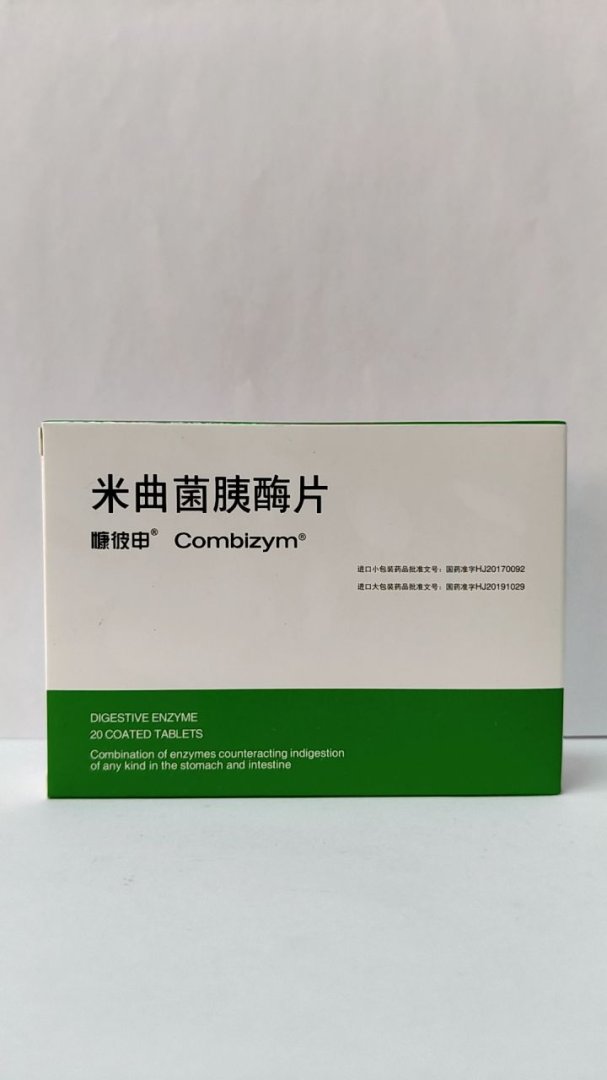 米曲菌胰酶片
慷彼申® Combizym®
进口小包装药品批准文号：国药准字HJ20170092
进口大包装药品批准文号：国药准字HJ20191029
DIGESTIVE ENZYME
20 COATED TABLETS
Combination of enzymes counteracting indigestion
of any kind in the stomach and intestine